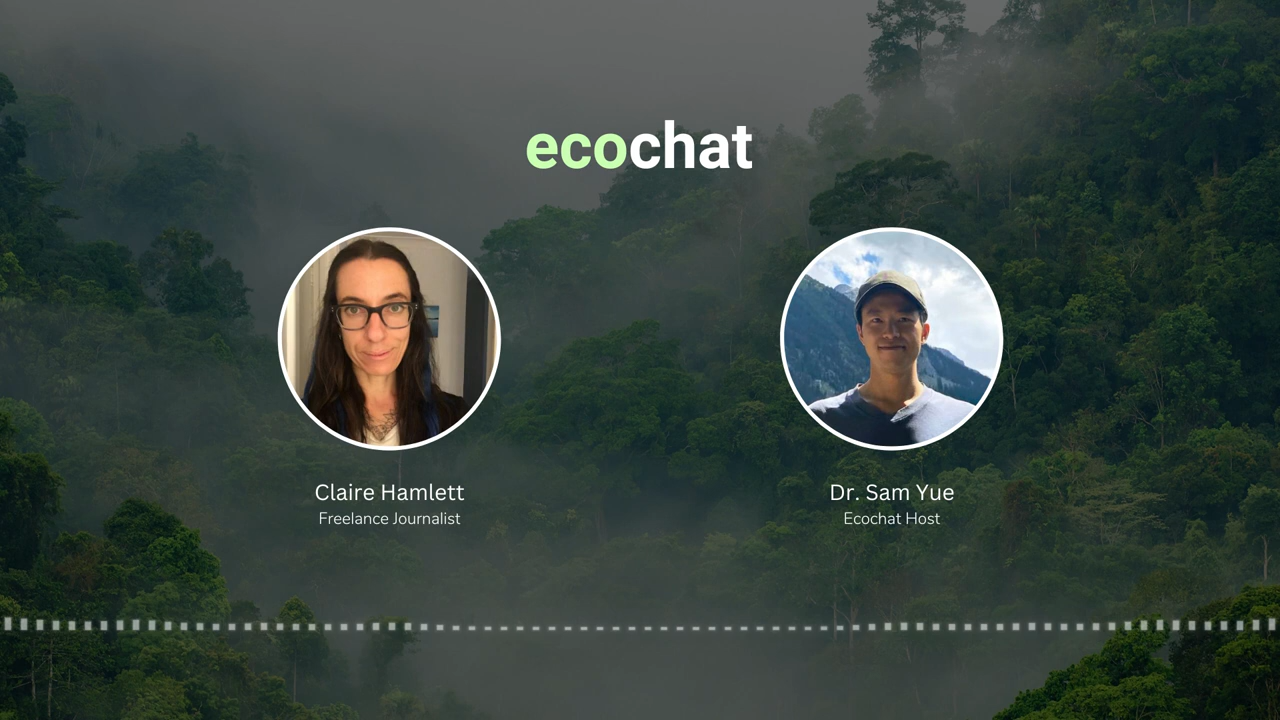 ecochat
Claire Hamlett
Freelance Journalist
Dr. Sam Yue
Ecochat Host